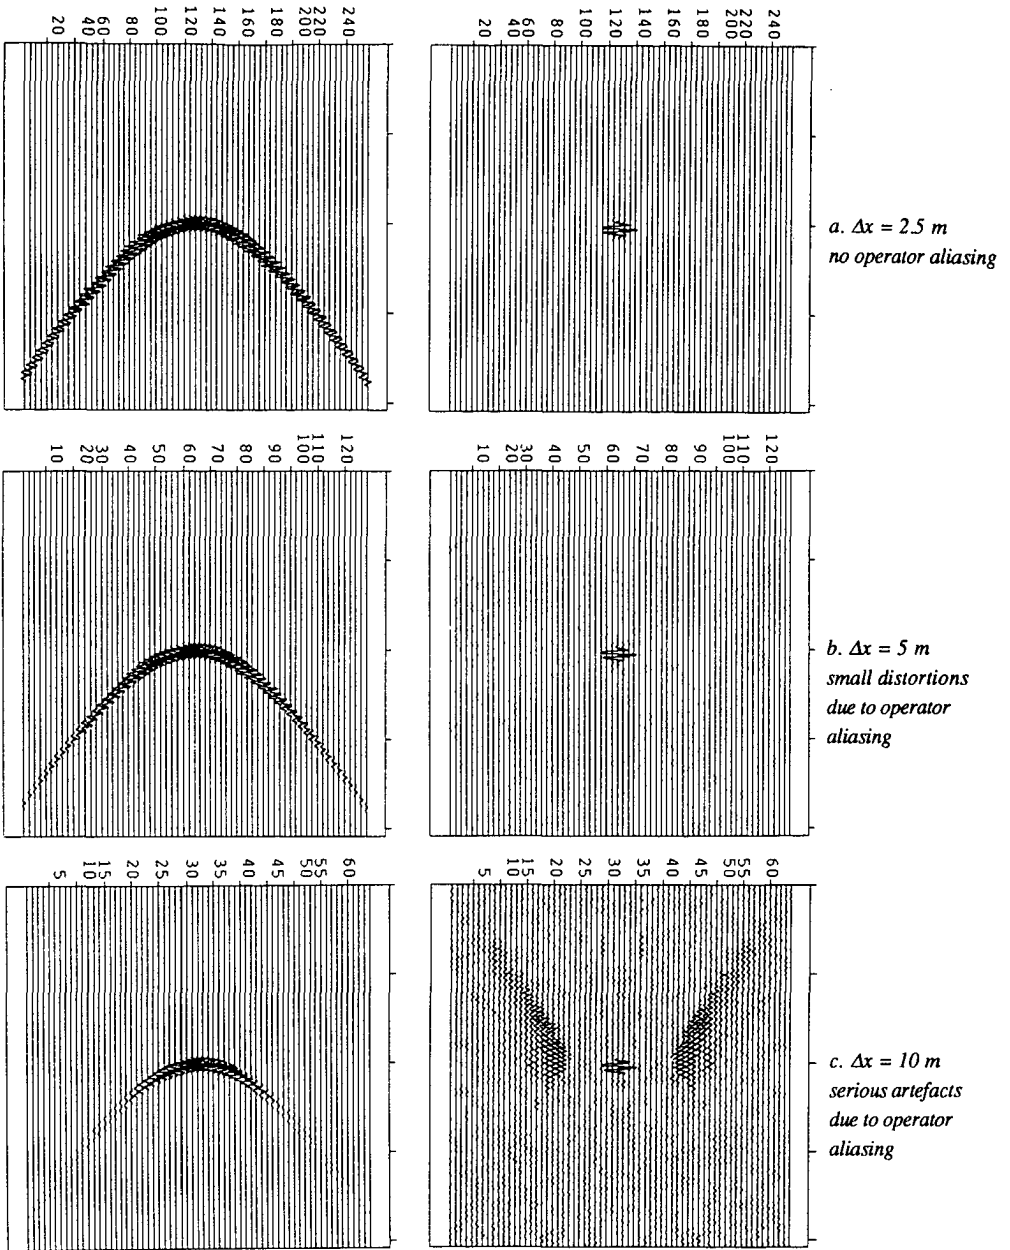 20 40 60 80 100 120 140 160 180 200 220 240
20 40 60 80 100 120 140 160 180 200 220 240
a. Δx = 2.5 m
no operator aliasing
10 20 30 40 50 60 70 80 90 100 110 120
10 20 30 40 50 60 70 80 90 100 110 120
b. Δx = 5 m
small distortions
due to operator
aliasing
5 10 15 20 25 30 35 40 45 50 55 60
5 10 15 20 25 30 35 40 45 50 55 60
c. Δx = 10 m
serious artefacts
due to operator
aliasing